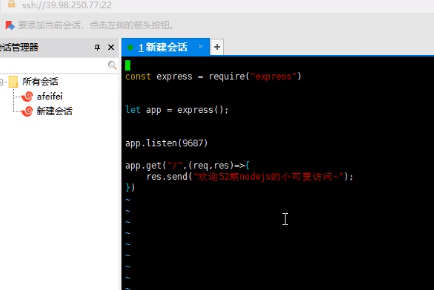 ssh://39.98.250.77:22
要添加当前会话，点击左侧的箭头按钮。
会话管理器
1 新建会话
所有会话
afeifei
新建会话
const express = require("express")
let app = express();
app.listen(9687)
app.get("/",(req,res)=>{
res.send("欢迎52期nodejs的小可爱访问~");
})
~
~
~
~
~
~
~
~
~